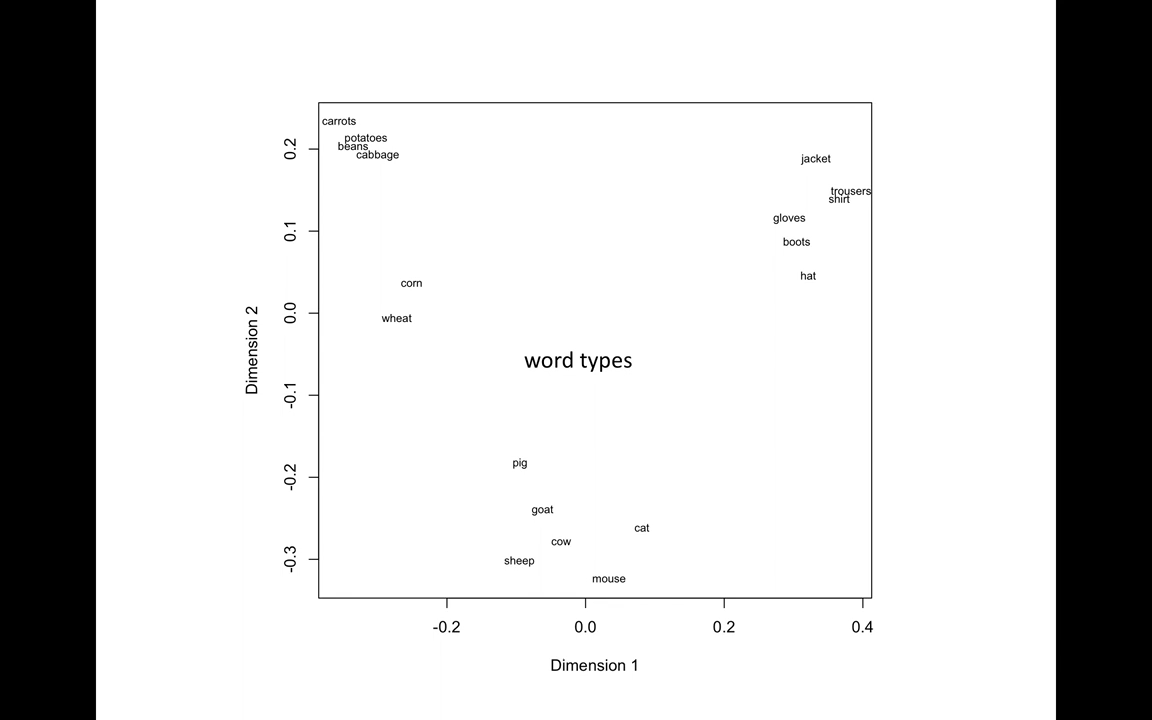 carrots
potatoes
beans
cabbage
jacket
trousers
shirt
gloves
boots
hat
corn
wheat
word types
pig
goat
cat
cow
sheep
mouse
0.2
0.1
0.0
-0.1
-0.2
-0.3
Dimension 2
-0.2 0.0 0.2 0.4
Dimension 1